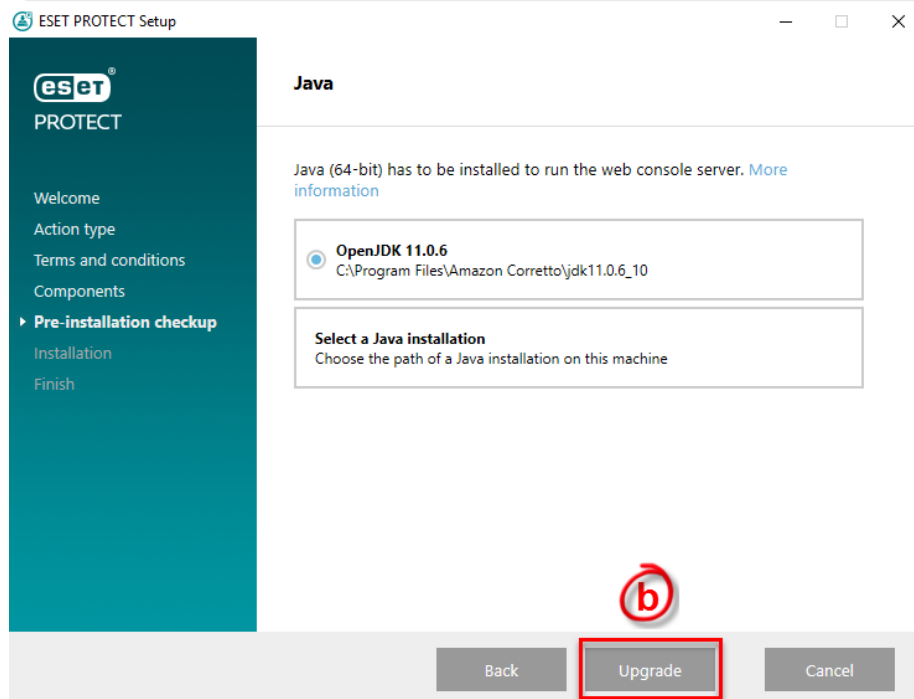 ESET PROTECT Setup
eseT®
PROTECT
Welcome
Action type
Terms and conditions
Components
Pre-installation checkup
Installation
Finish
Java
Java (64-bit) has to be installed to run the web console server. More
information
OpenJDK 11.0.6
C:\Program Files\Amazon Corretto\jdk11.0.6_10
Select a Java installation
Choose the path of a Java installation on this machine
b
Back
Upgrade
Cancel